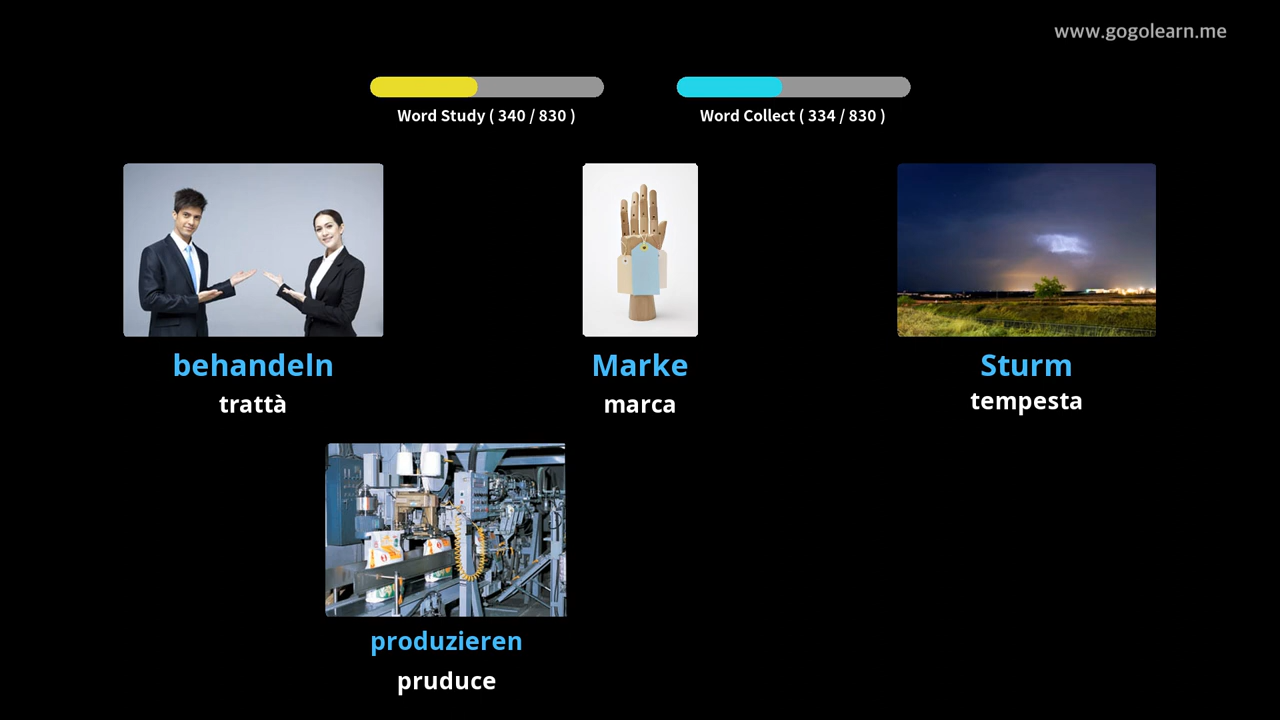 www.gogolearn.me
Word Study ( 340 / 830 )
Word Collect ( 334 / 830 )
behandeln
trattà
Marke
marca
Sturm
tempesta
produzieren
pruduce